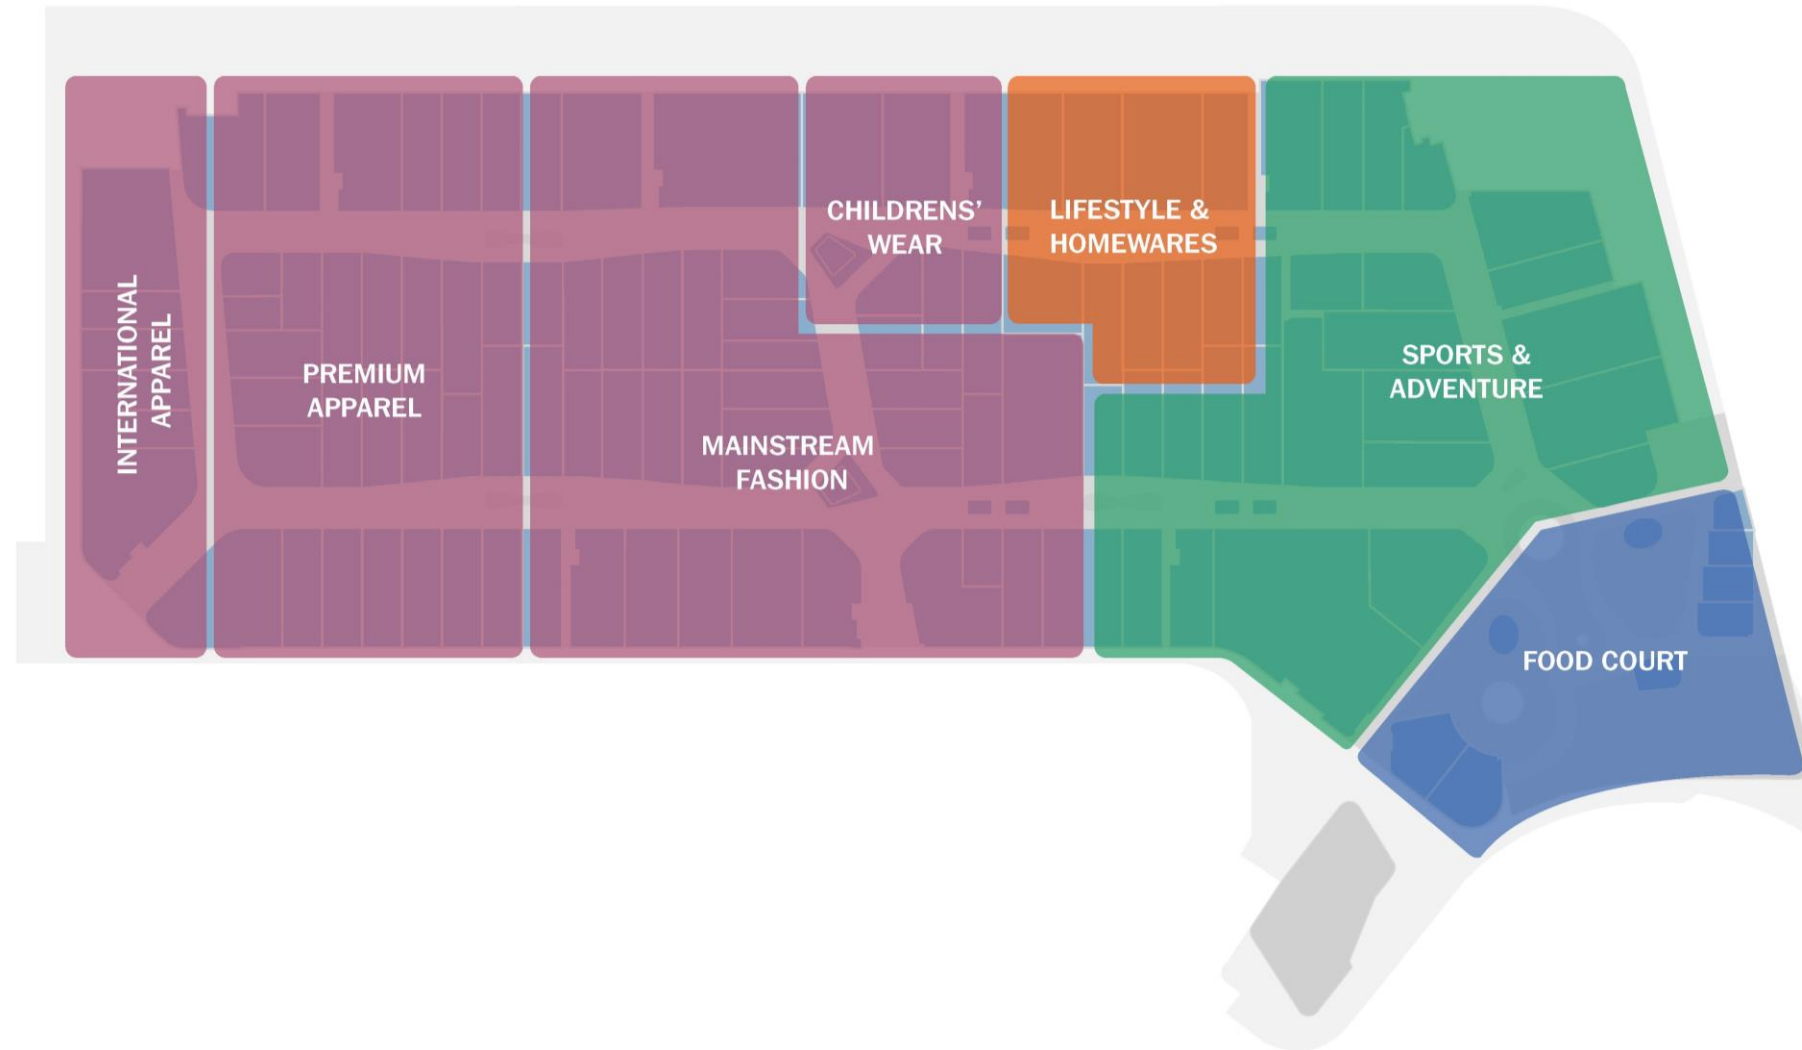 INTERNATIONAL
APPAREL
PREMIUM
APPAREL
MAINSTREAM
FASHION
CHILDRENS’
WEAR
LIFESTYLE &
HOMEWARES
SPORTS &
ADVENTURE
FOOD COURT